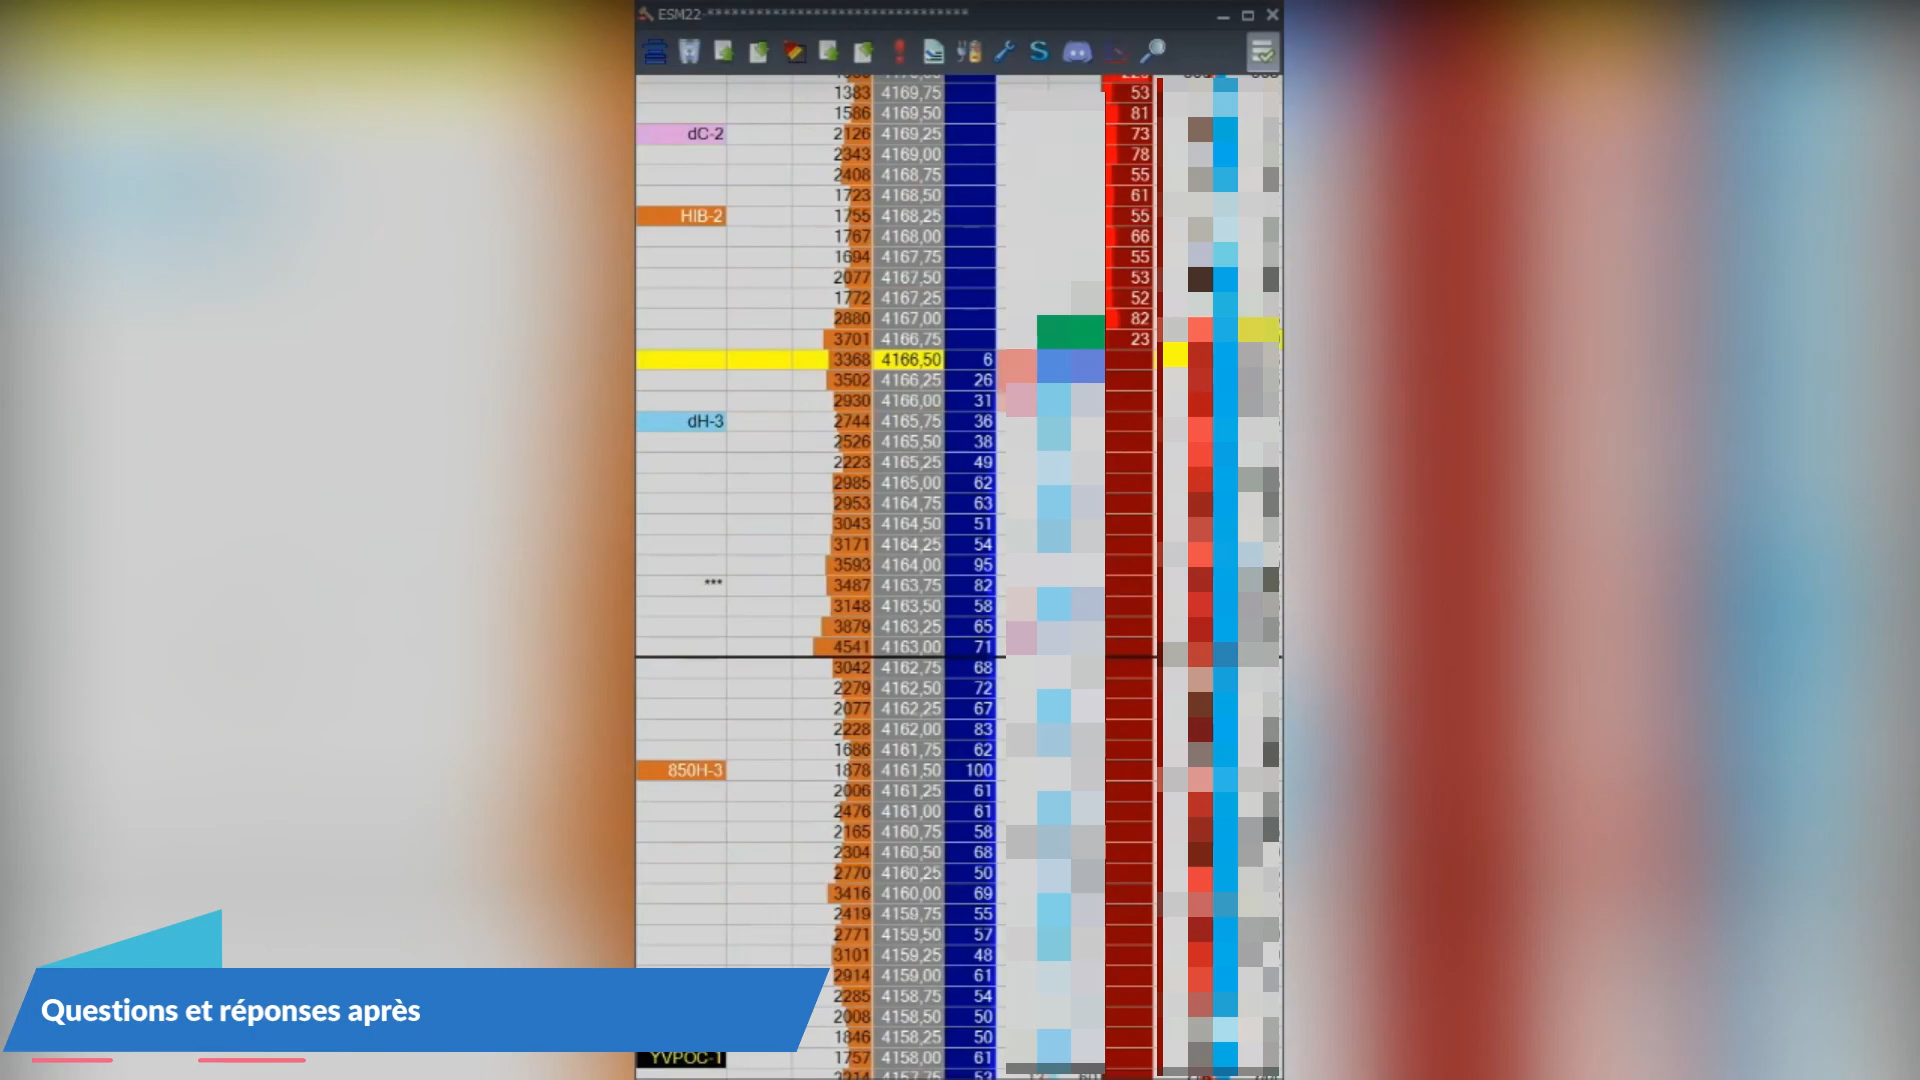 ESM22-********************************
1383 4169,75 53
1586 4169,50 81
dC-2 2126 4169,25 73
2343 4169,00 78
2408 4168,75 55
1723 4168,50 61
HIB-2 1755 4168,25 55
1767 4168,00 66
1694 4167,75 55
2077 4167,50 53
1772 4167,25 52
2880 4167,00 82
3701 4166,75 23
3368 4166,50 6
3502 4166,25 26
2930 4166,00 31
dH-3 2744 4165,75 36
2526 4165,50 38
2223 4165,25 49
2985 4165,00 62
2953 4164,75 63
3043 4164,50 51
3171 4164,25 54
3593 4164,00 95
*** 3487 4163,75 82
3148 4163,50 58
3879 4163,25 65
4541 4163,00 71
3042 4162,75 68
2279 4162,50 72
2077 4162,25 67
2228 4162,00 83
1686 4161,75 62
850H-3 1878 4161,50 100
2006 4161,25 61
2476 4161,00 61
2165 4160,75 58
2304 4160,50 68
2770 4160,25 50
3416 4160,00 69
2419 4159,75 55
2771 4159,50 57
3101 4159,25 48
2914 4159,00 61
2285 4158,75 54
2008 4158,50 50
1846 4158,25 50
YVPOC-1 1757 4158,00 61
2214 4157,75 53
Questions et réponses après